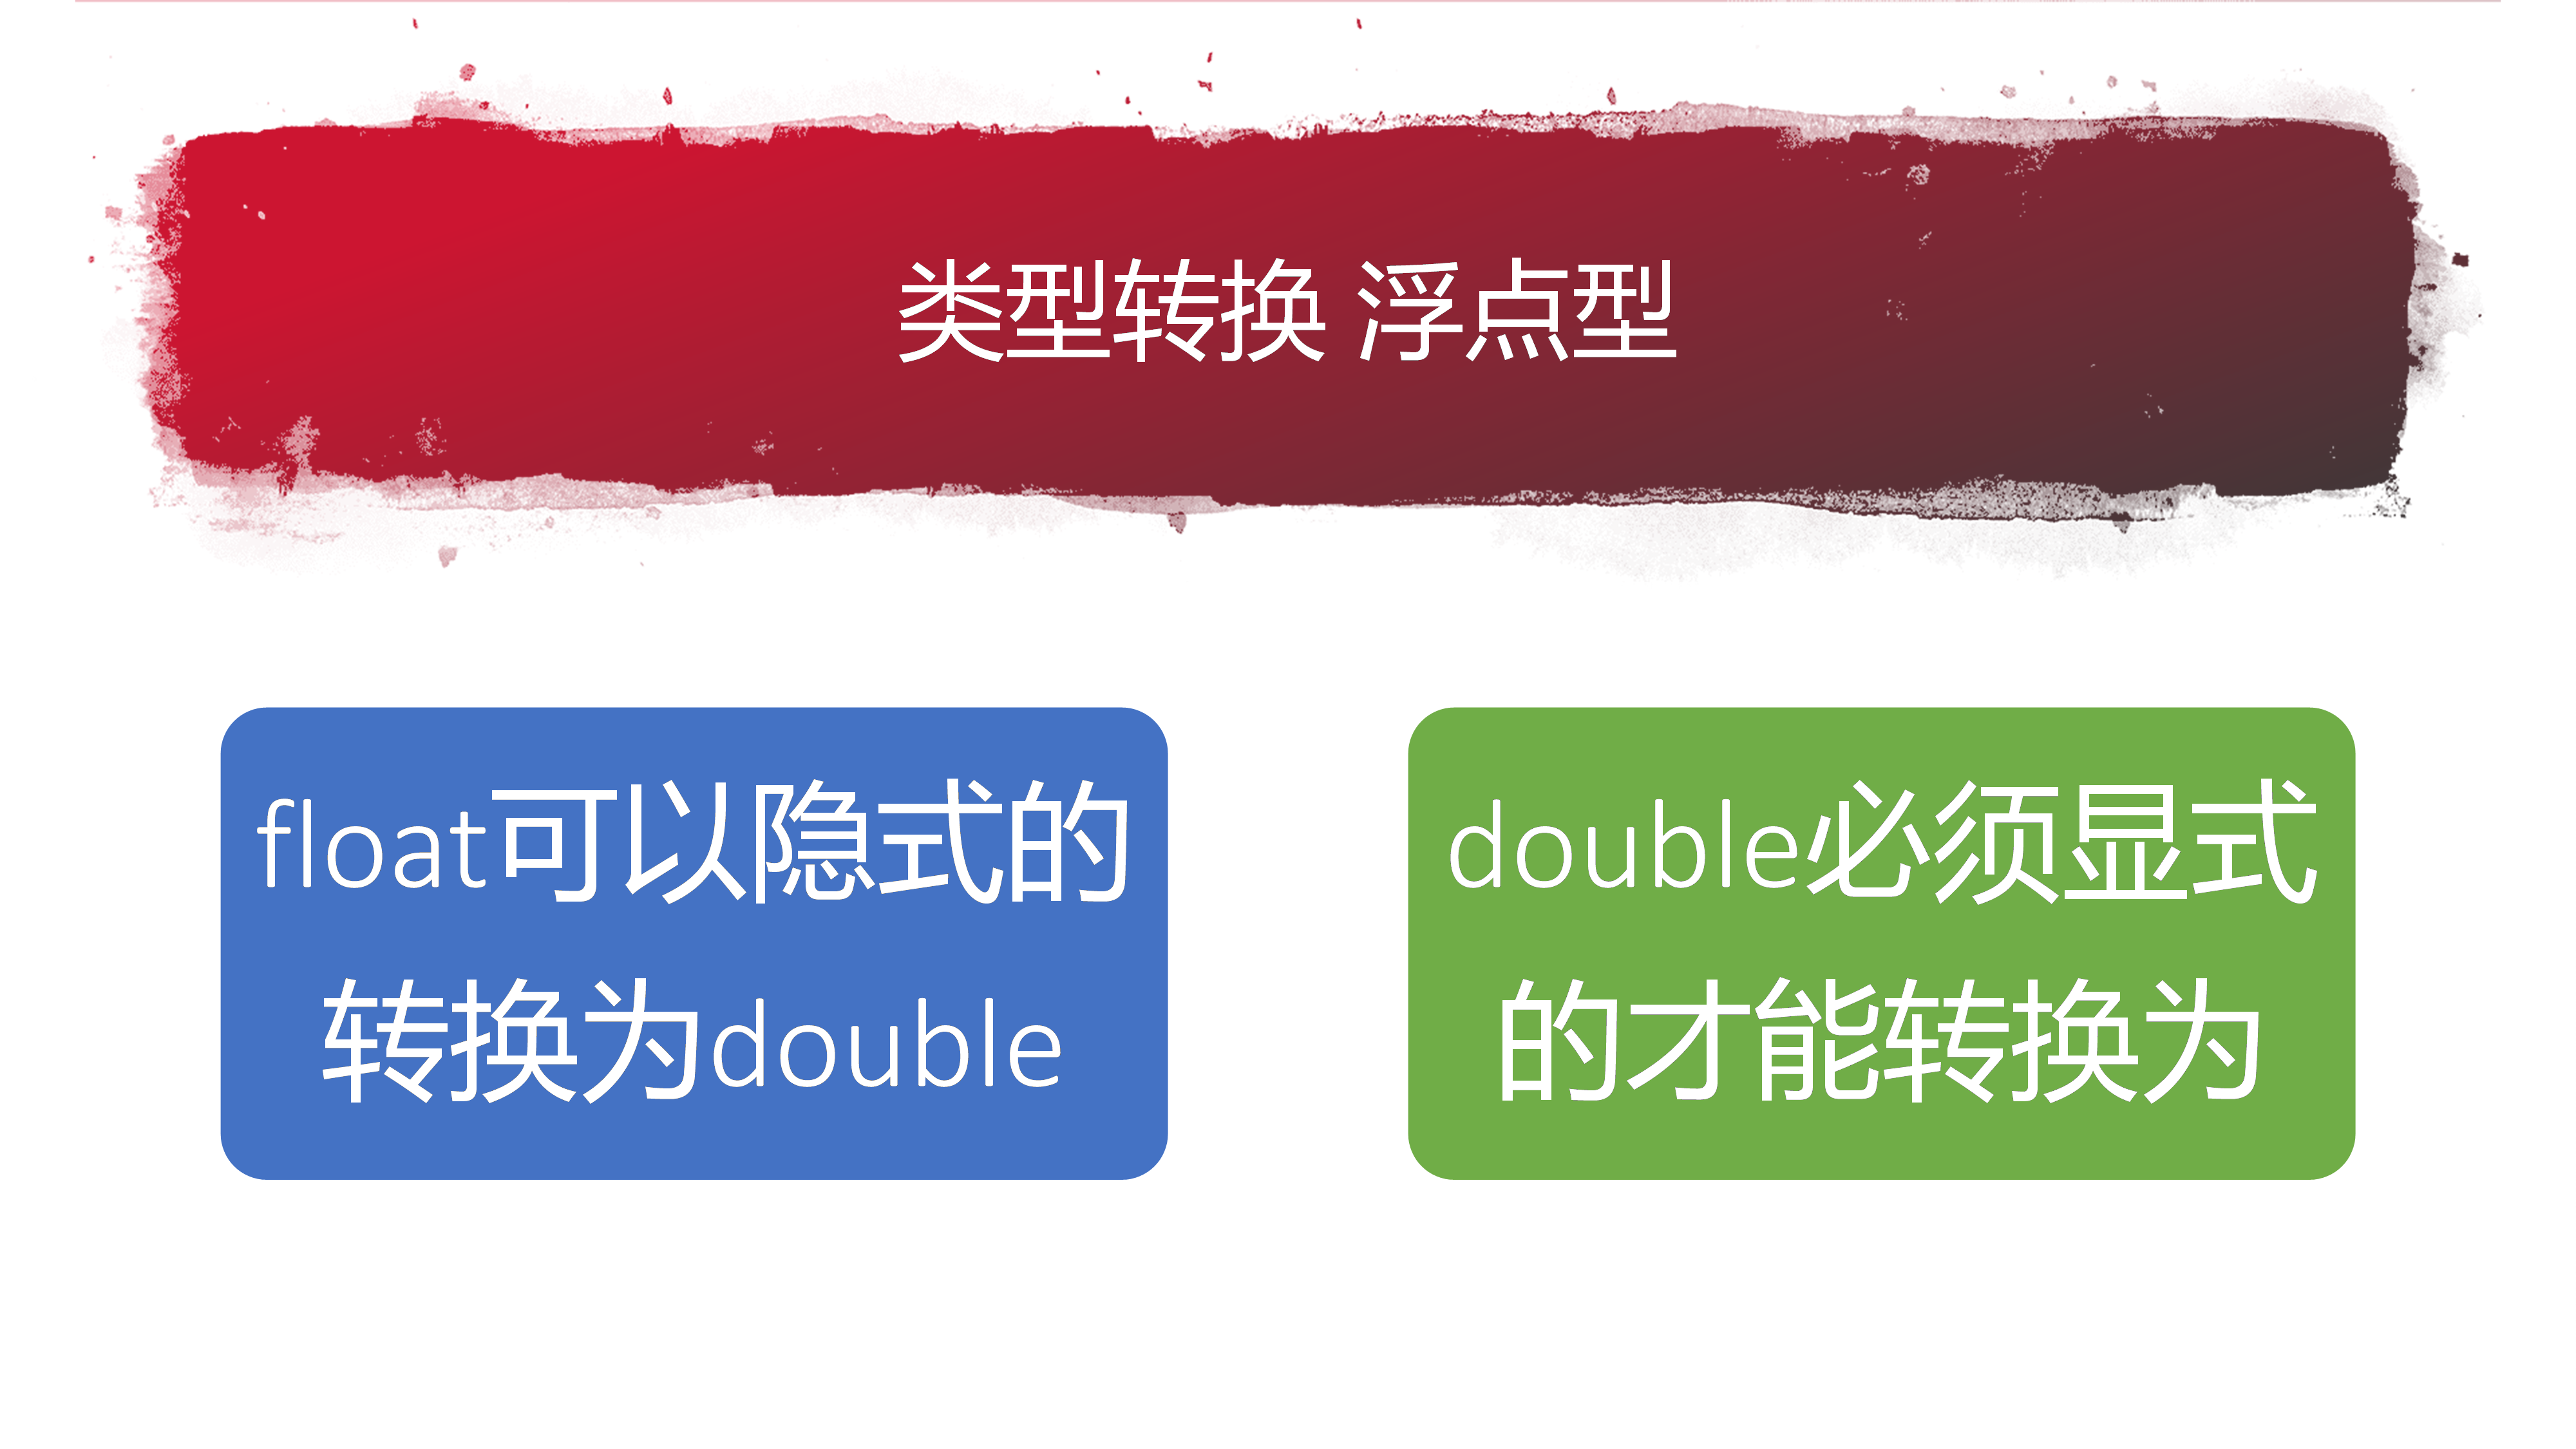 类型转换 浮点型
float可以隐式的
转换为double
double必须显式
的才能转换为